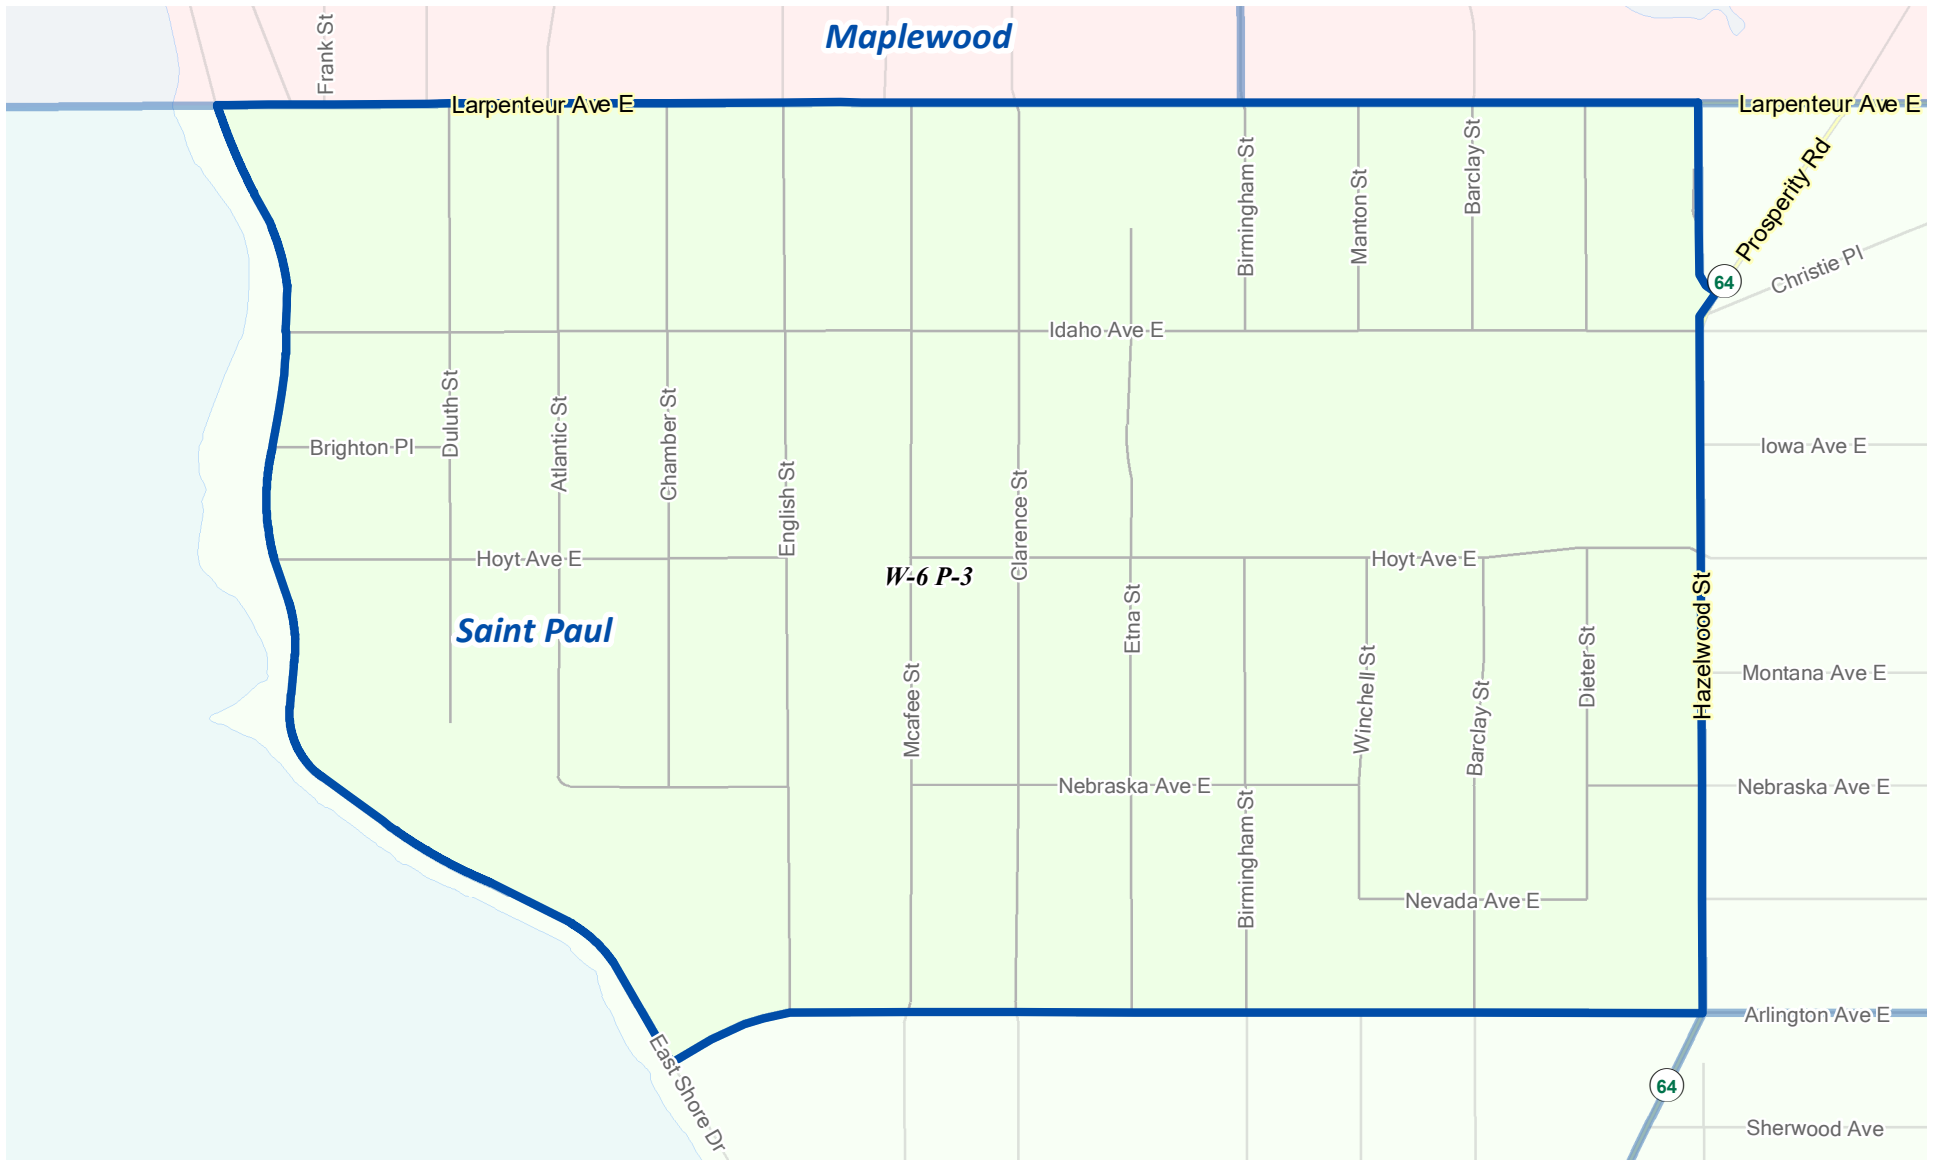 Frank St
Maplewood
Larpenteur Ave E
Larpenteur Ave E
Birmingham St
Manton St
Barclay St
Prosperity Rd
Christie Pl
64
Idaho Ave E
Duluth St
Atlantic St
Chamber St
Brighton Pl
Iowa Ave E
English St
Clarence St
Hoyt Ave E
Hoyt Ave E
W-6 P-3
Saint Paul
Etna St
Hazelwood St
Mcafee St
Winchell St
Barclay St
Dieter St
Montana Ave E
Nebraska Ave E
Nebraska Ave E
Birmingham St
Nevada Ave E
Arlington Ave E
East Shore Dr
64
Sherwood Ave